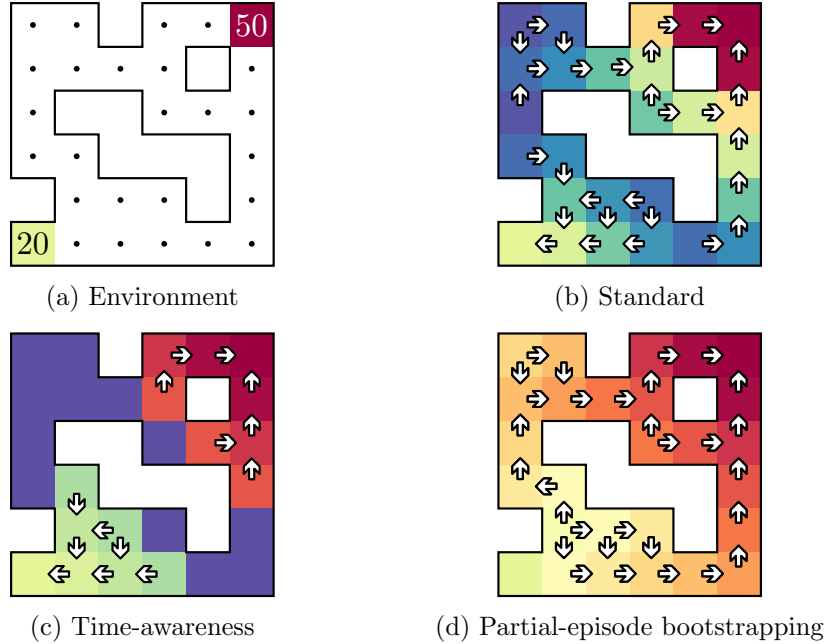 50
20
(a) Environment
(b) Standard
(c) Time-awareness
(d) Partial-episode bootstrapping